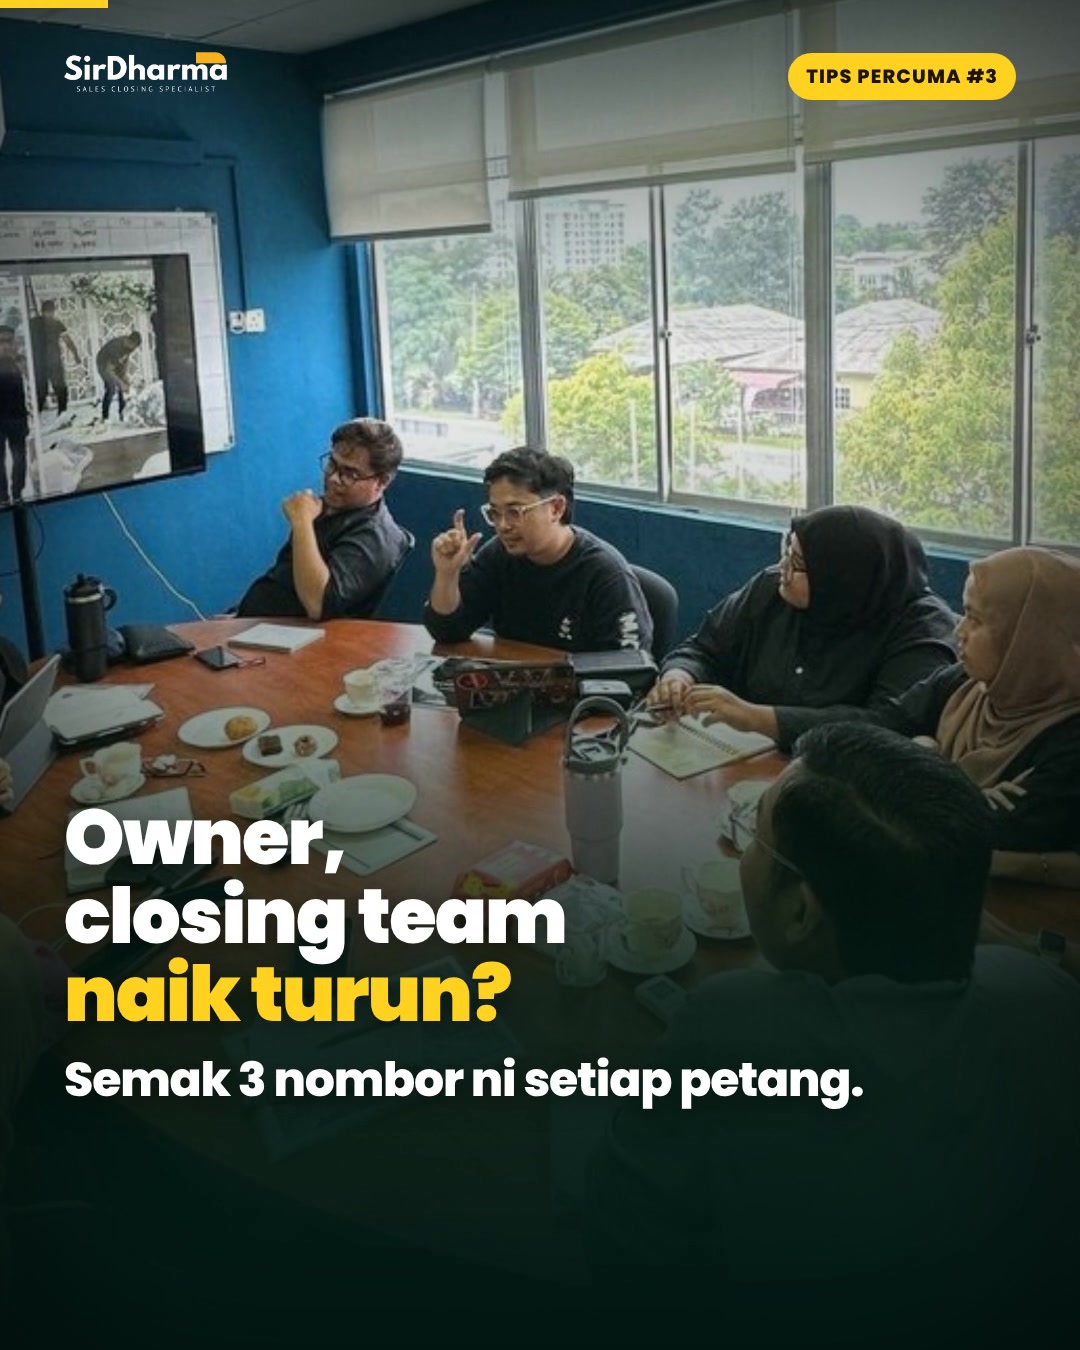 SirDharma
SALES CLOSING SPECIALIST
TIPS PERCUMA #3
Owner,
closing team
naik turun?
Semak 3 nombor ni setiap petang.